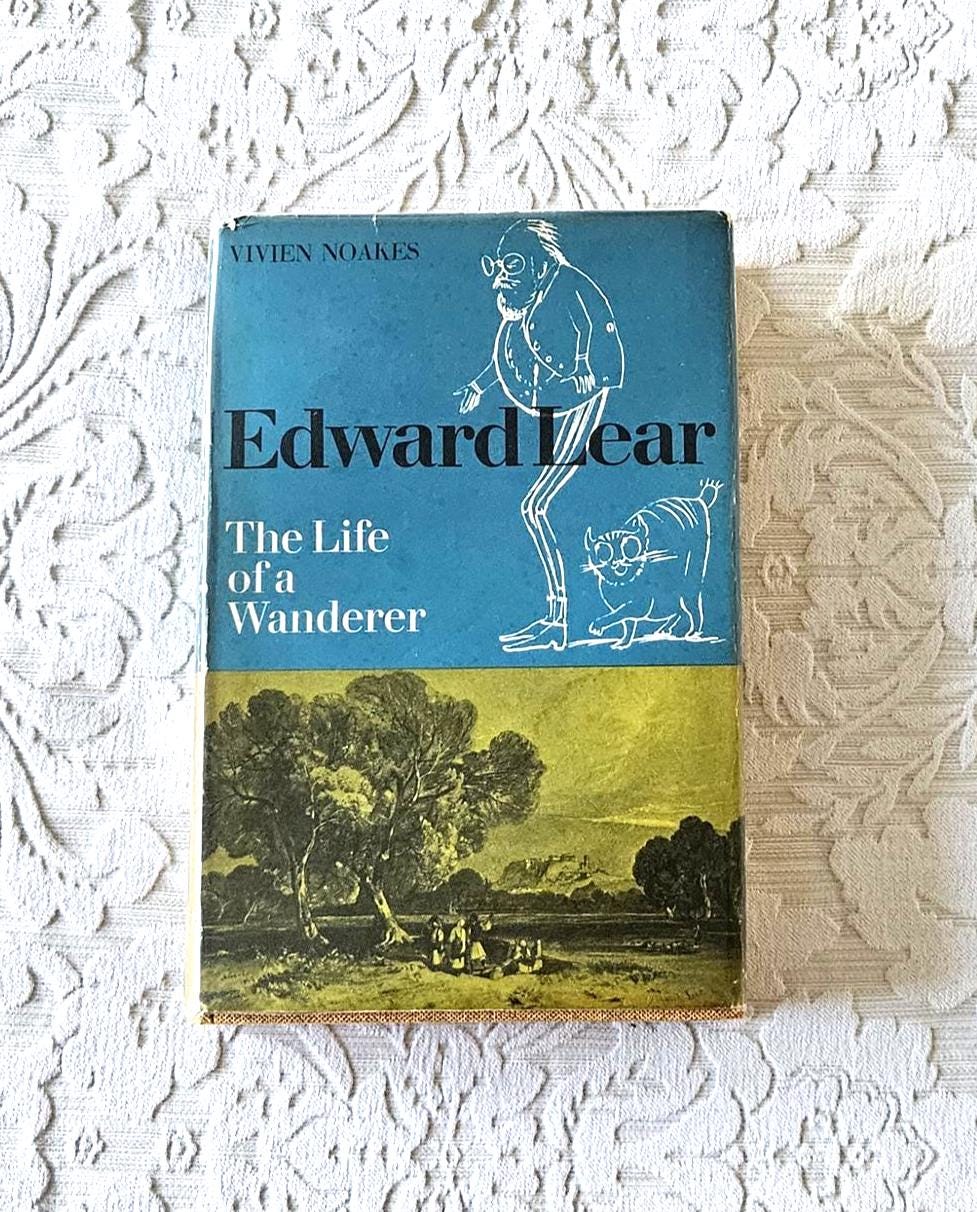 VIVIEN NOAKES
Edward Lear
The Life
of a
Wanderer